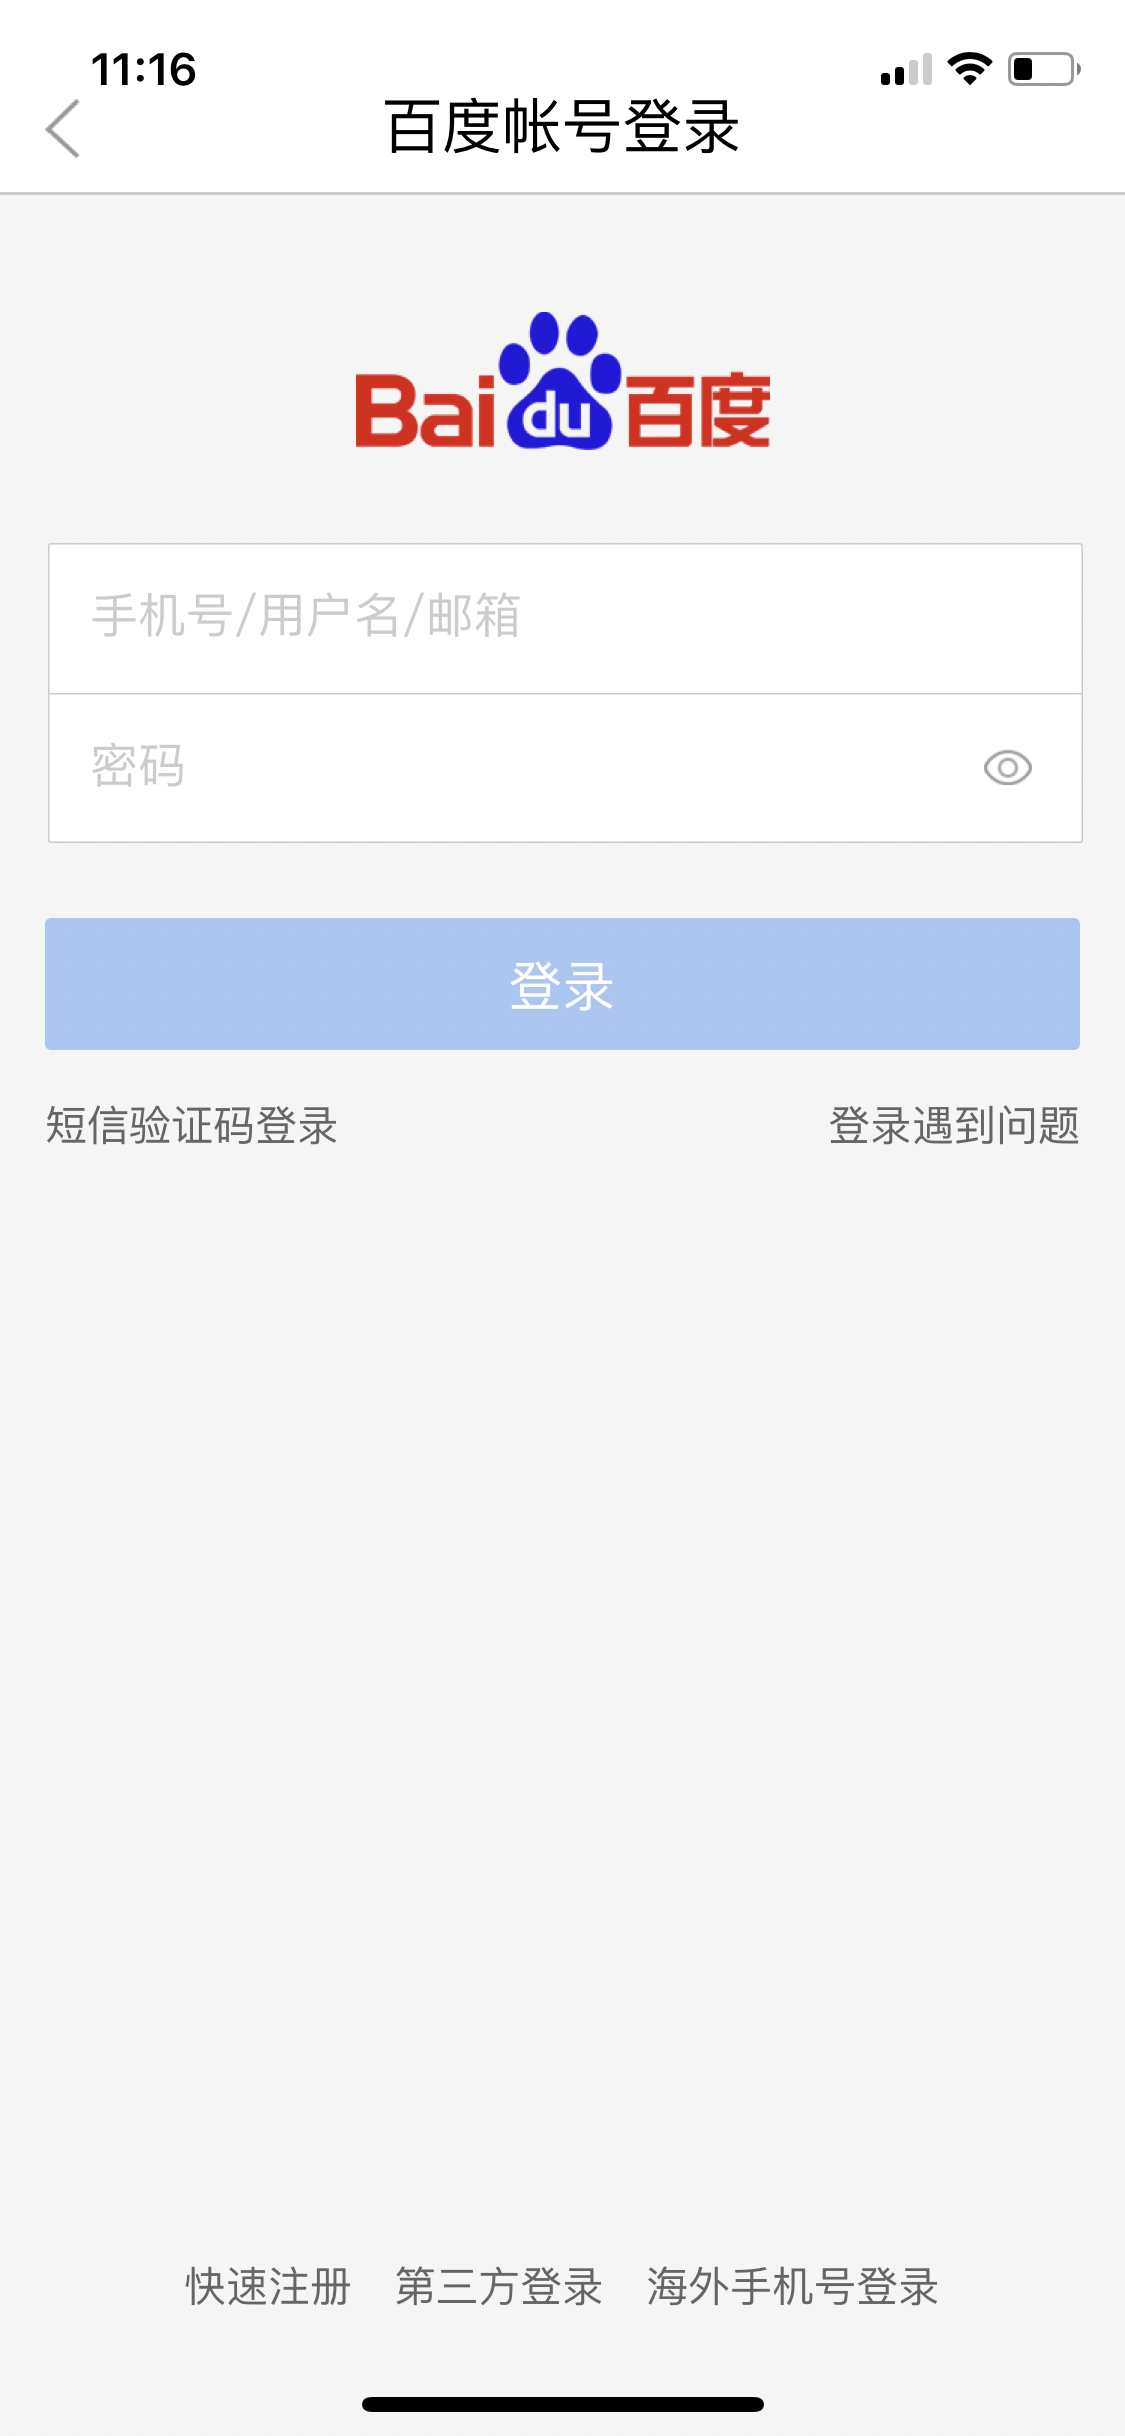 11:16
百度帐号登录
Baidu百度
手机号/用户名/邮箱
密码
登录
短信验证码登录 登录遇到问题
快速注册 第三方登录 海外手机号登录